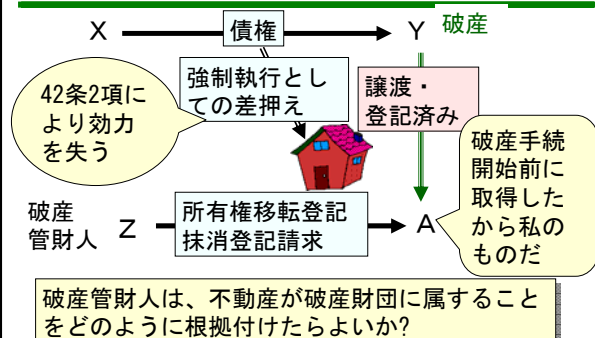 X 債権 Y 破産
42条2項に
より効力
を失う
強制執行とし
ての差押え
譲渡・
登記済み
破産手続
開始前に
取得した
から私の
ものだ
破産
管財人
Z
所有権移転登記
抹消登記請求
A
破産管財人は、不動産が破産財団に属すること
をどのように根拠付けたらよいか?